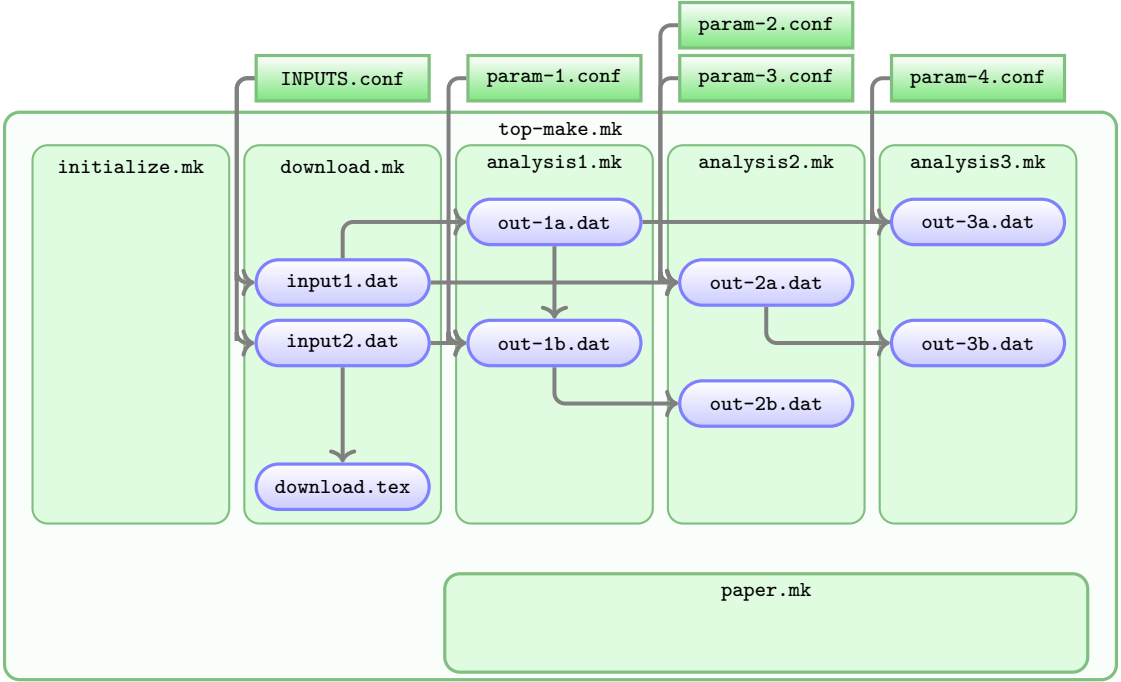 param-2.conf
INPUTS.conf
param-1.conf
param-3.conf
param-4.conf
top-make.mk
initialize.mk
download.mk
analysis1.mk
analysis2.mk
analysis3.mk
out-1a.dat
out-3a.dat
input1.dat
out-2a.dat
input2.dat
out-1b.dat
out-3b.dat
out-2b.dat
download.tex
paper.mk